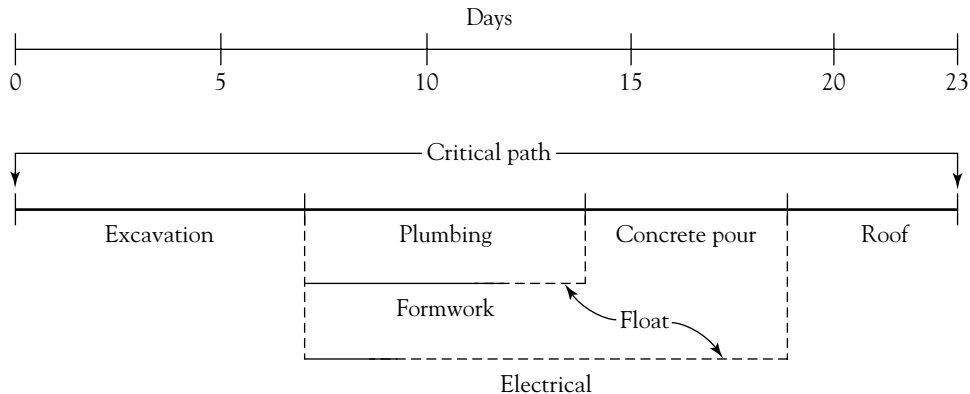 Days
0 5 10 15 20 23
Critical path
Excavation Plumbing Concrete pour Roof
Formwork
Float
Electrical